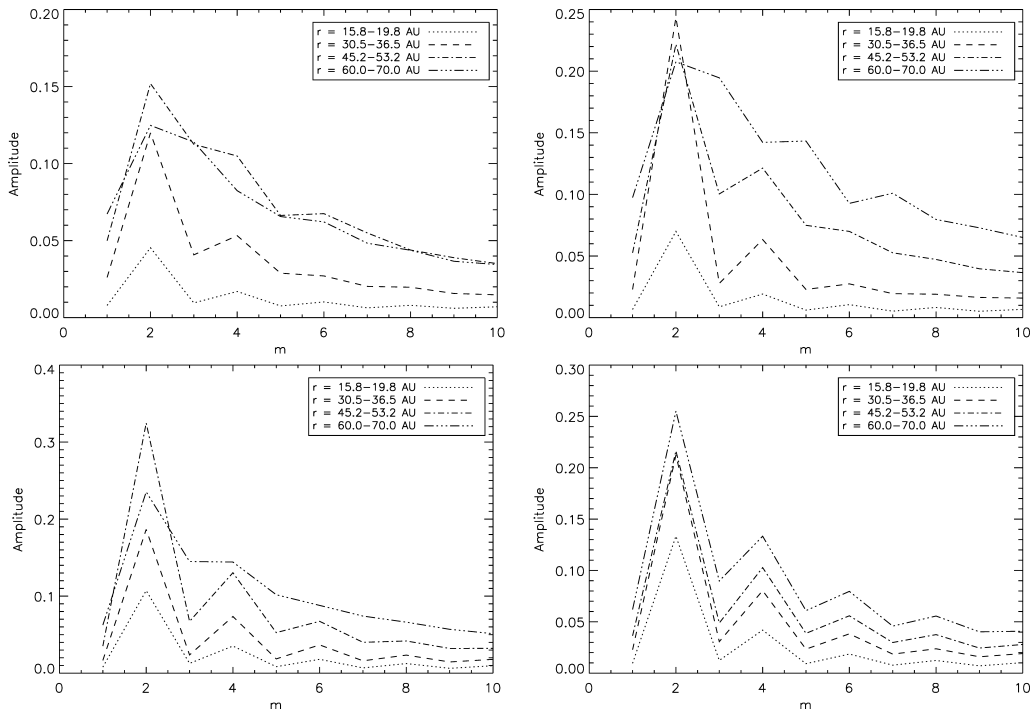 0.20
0.15
0.10
0.05
0.00
Amplitude
0 2 4 6 8 10
m
r = 15.8-19.8 AU
r = 30.5-36.5 AU
r = 45.2-53.2 AU
r = 60.0-70.0 AU
0.25
0.20
0.15
0.10
0.05
0.00
Amplitude
0 2 4 6 8 10
m
r = 15.8-19.8 AU
r = 30.5-36.5 AU
r = 45.2-53.2 AU
r = 60.0-70.0 AU
0.4
0.3
0.2
0.1
0.0
Amplitude
0 2 4 6 8 10
m
r = 15.8-19.8 AU
r = 30.5-36.5 AU
r = 45.2-53.2 AU
r = 60.0-70.0 AU
0.30
0.25
0.20
0.15
0.10
0.05
0.00
Amplitude
0 2 4 6 8 10
m
r = 15.8-19.8 AU
r = 30.5-36.5 AU
r = 45.2-53.2 AU
r = 60.0-70.0 AU